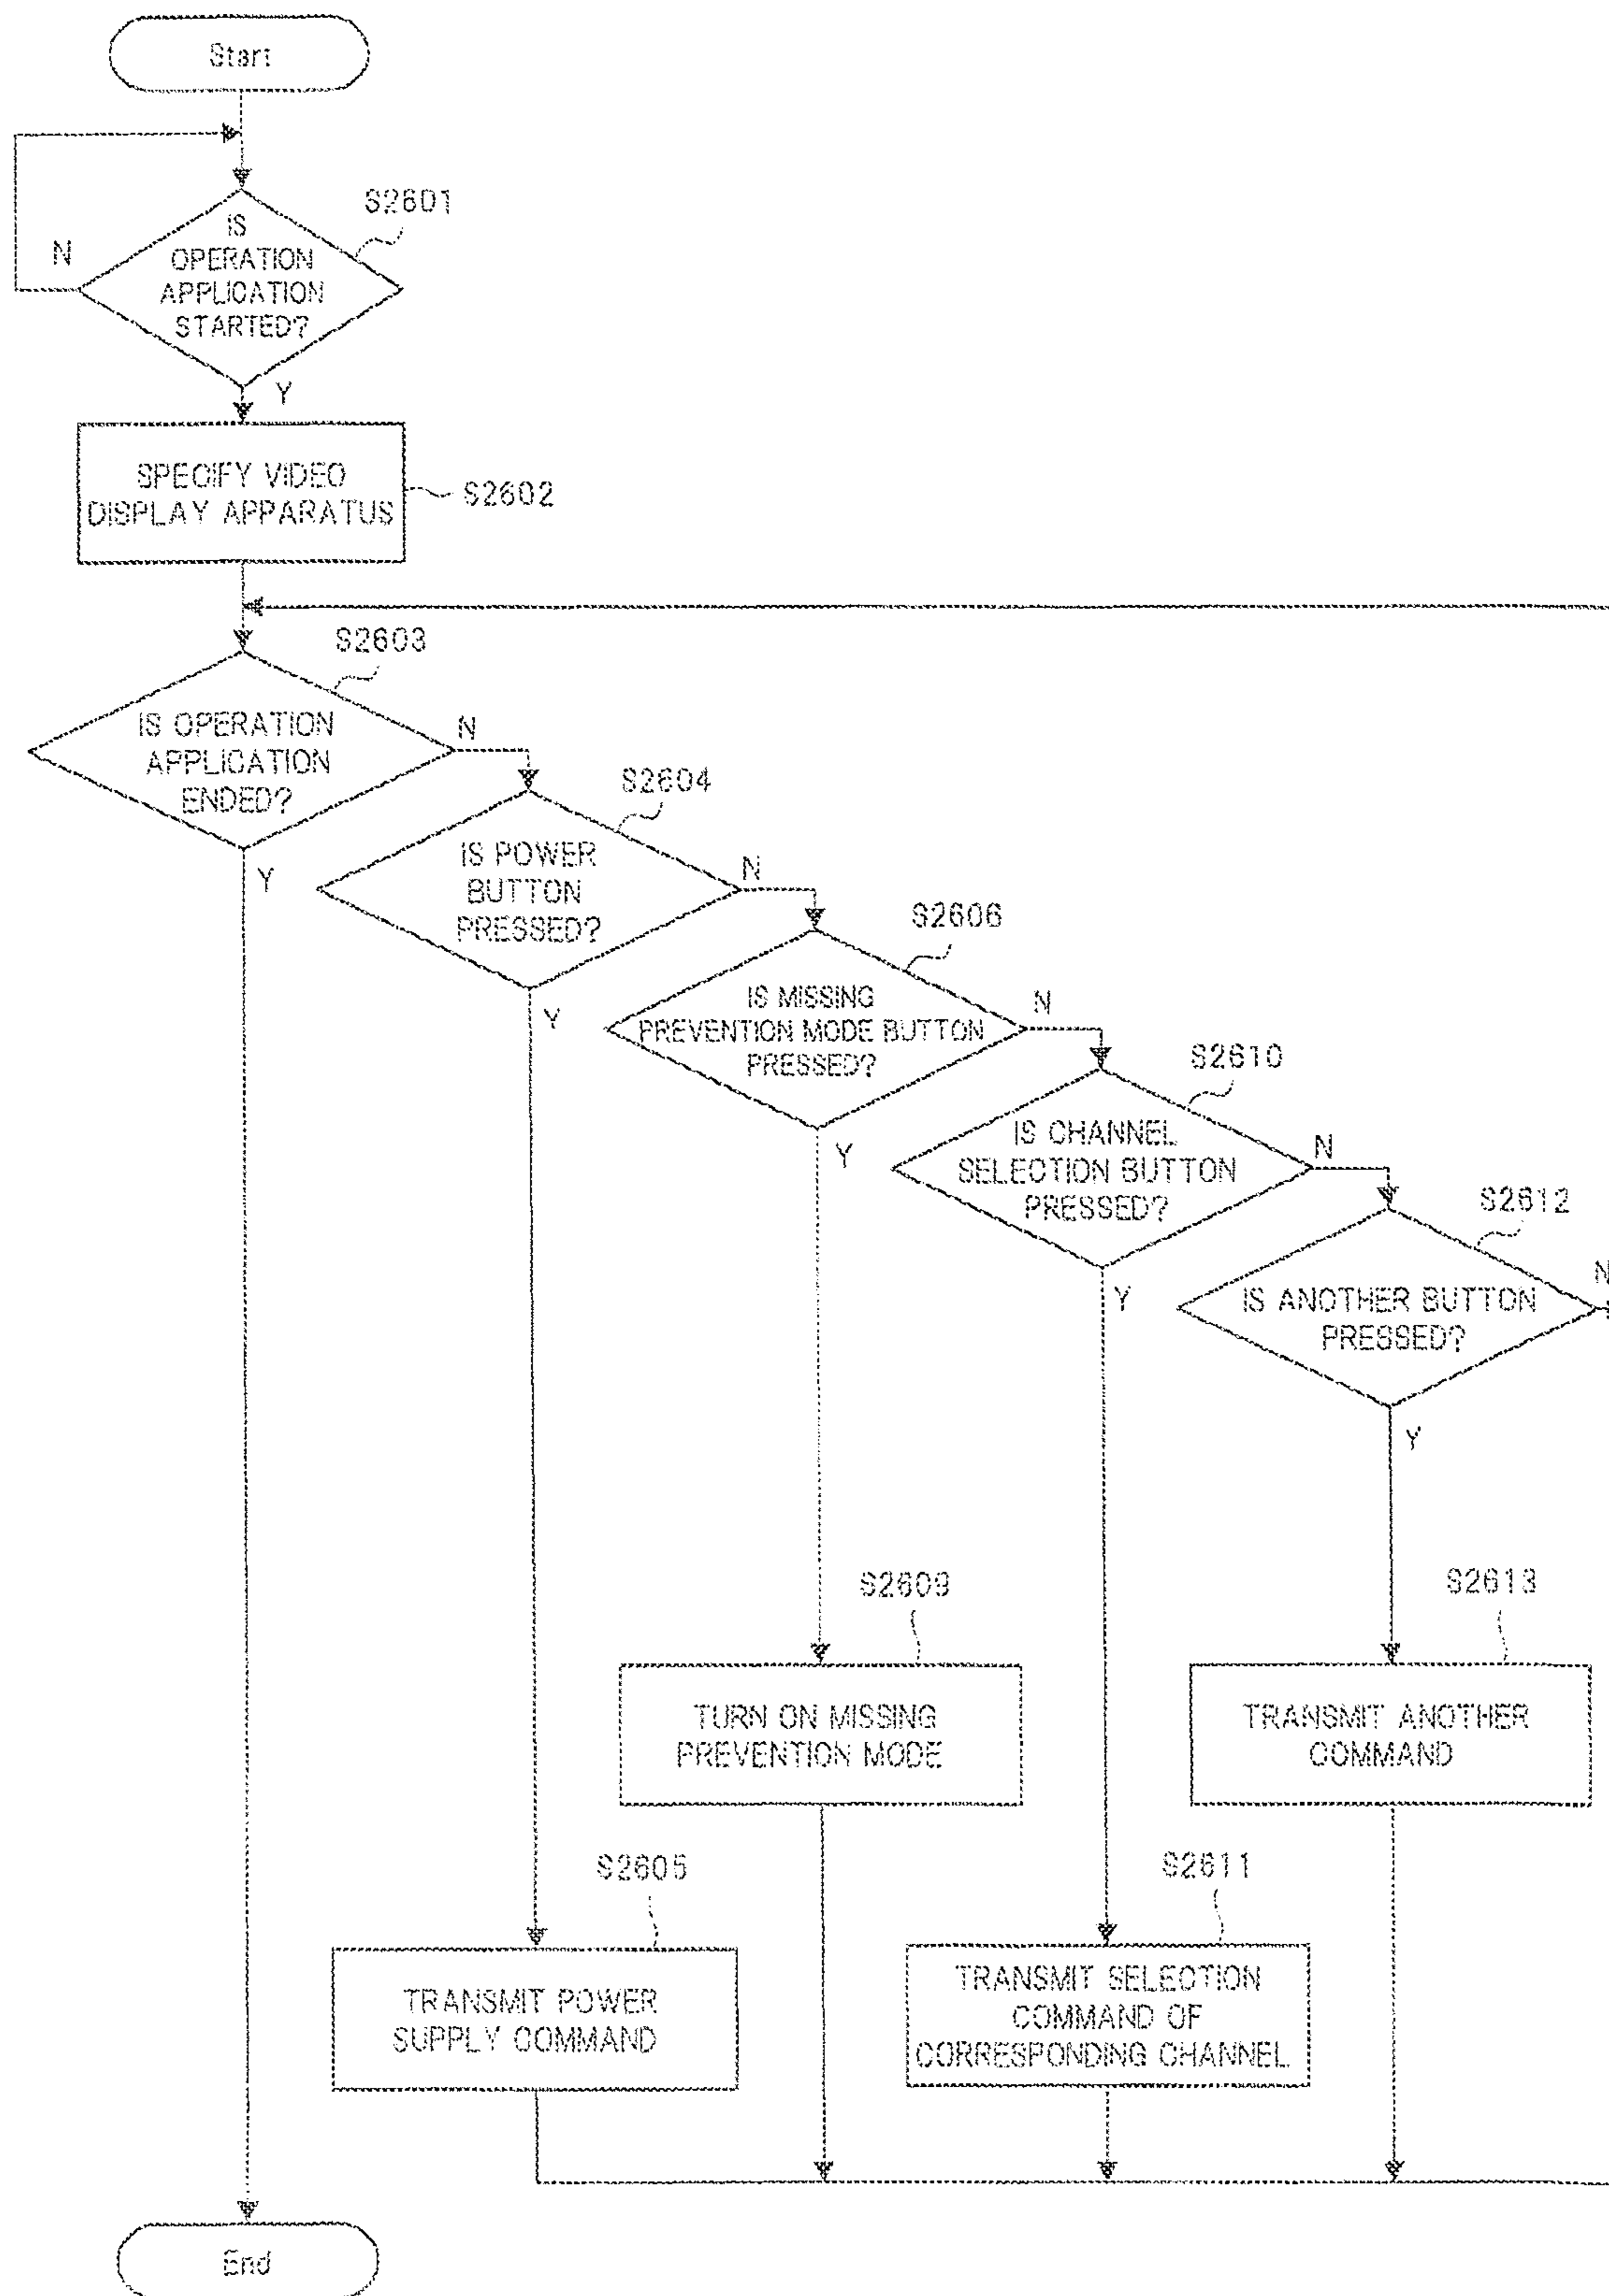 Start
S2601
IS
OPERATION
APPLICATION
STARTED?
N
Y
SPECIFY VIDEO
DISPLAY APPARATUS
S2602
S2603
IS OPERATION
APPLICATION
ENDED?
N
Y
S2604
IS POWER
BUTTON
PRESSED?
N
Y
S2606
IS MISSING
PREVENTION MODE BUTTON
PRESSED?
N
Y
S2610
IS CHANNEL
SELECTION BUTTON
PRESSED?
N
Y
S2612
IS ANOTHER BUTTON
PRESSED?
N
Y
S2609
TURN ON MISSING
PREVENTION MODE
S2613
TRANSMIT ANOTHER
COMMAND
S2605
TRANSMIT POWER
SUPPLY COMMAND
S2611
TRANSMIT SELECTION
COMMAND OF
CORRESPONDING CHANNEL
End